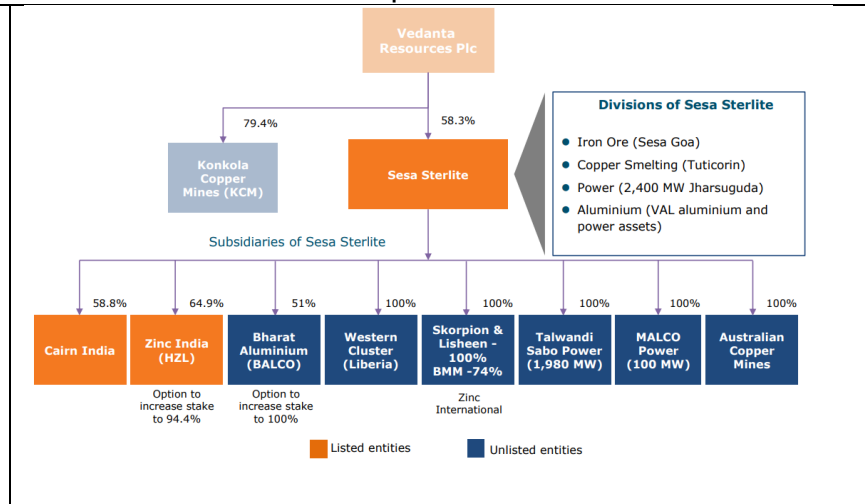 Vedanta
Resources Plc
79.4%
58.3%
Konkola
Copper
Mines (KCM)
Sesa Sterlite
Divisions of Sesa Sterlite
Iron Ore (Sesa Goa)
Copper Smelting (Tuticorin)
Power (2,400 MW Jharsuguda)
Aluminium (VAL aluminium and
power assets)
Subsidiaries of Sesa Sterlite
58.8%
64.9%
51%
100%
100%
100%
100%
100%
Cairn India
Zinc India
(HZL)
Bharat
Aluminium
(BALCO)
Western
Cluster
(Liberia)
Skorpion &
Lisheen -
100%
BMM -74%
Talwandi
Sabo Power
(1,980 MW)
MALCO
Power
(100 MW)
Australian
Copper
Mines
Option to
increase stake
to 94.4%
Option to
increase stake
to 100%
Zinc
International
Listed entities
Unlisted entities